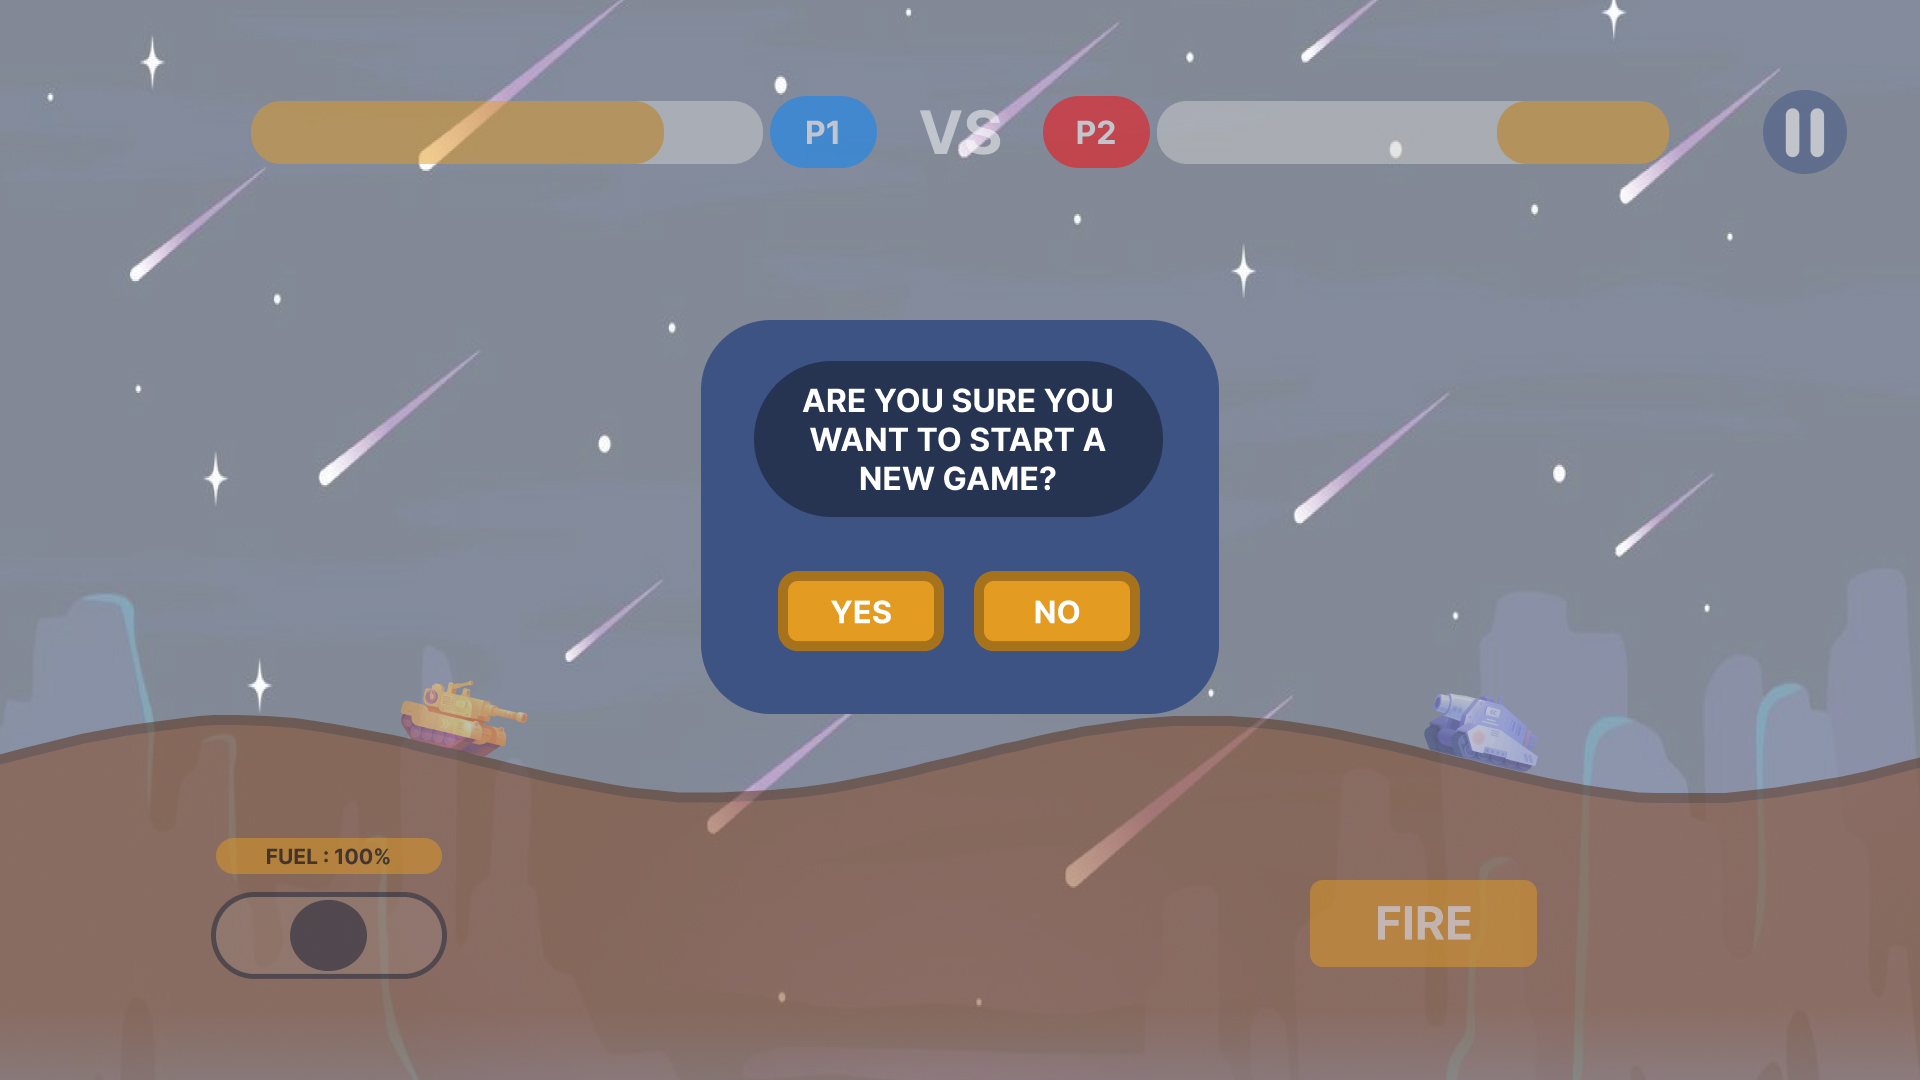 P1
VS
P2
ARE YOU SURE YOU
WANT TO START A
NEW GAME?
YES
NO
FUEL : 100%
FIRE